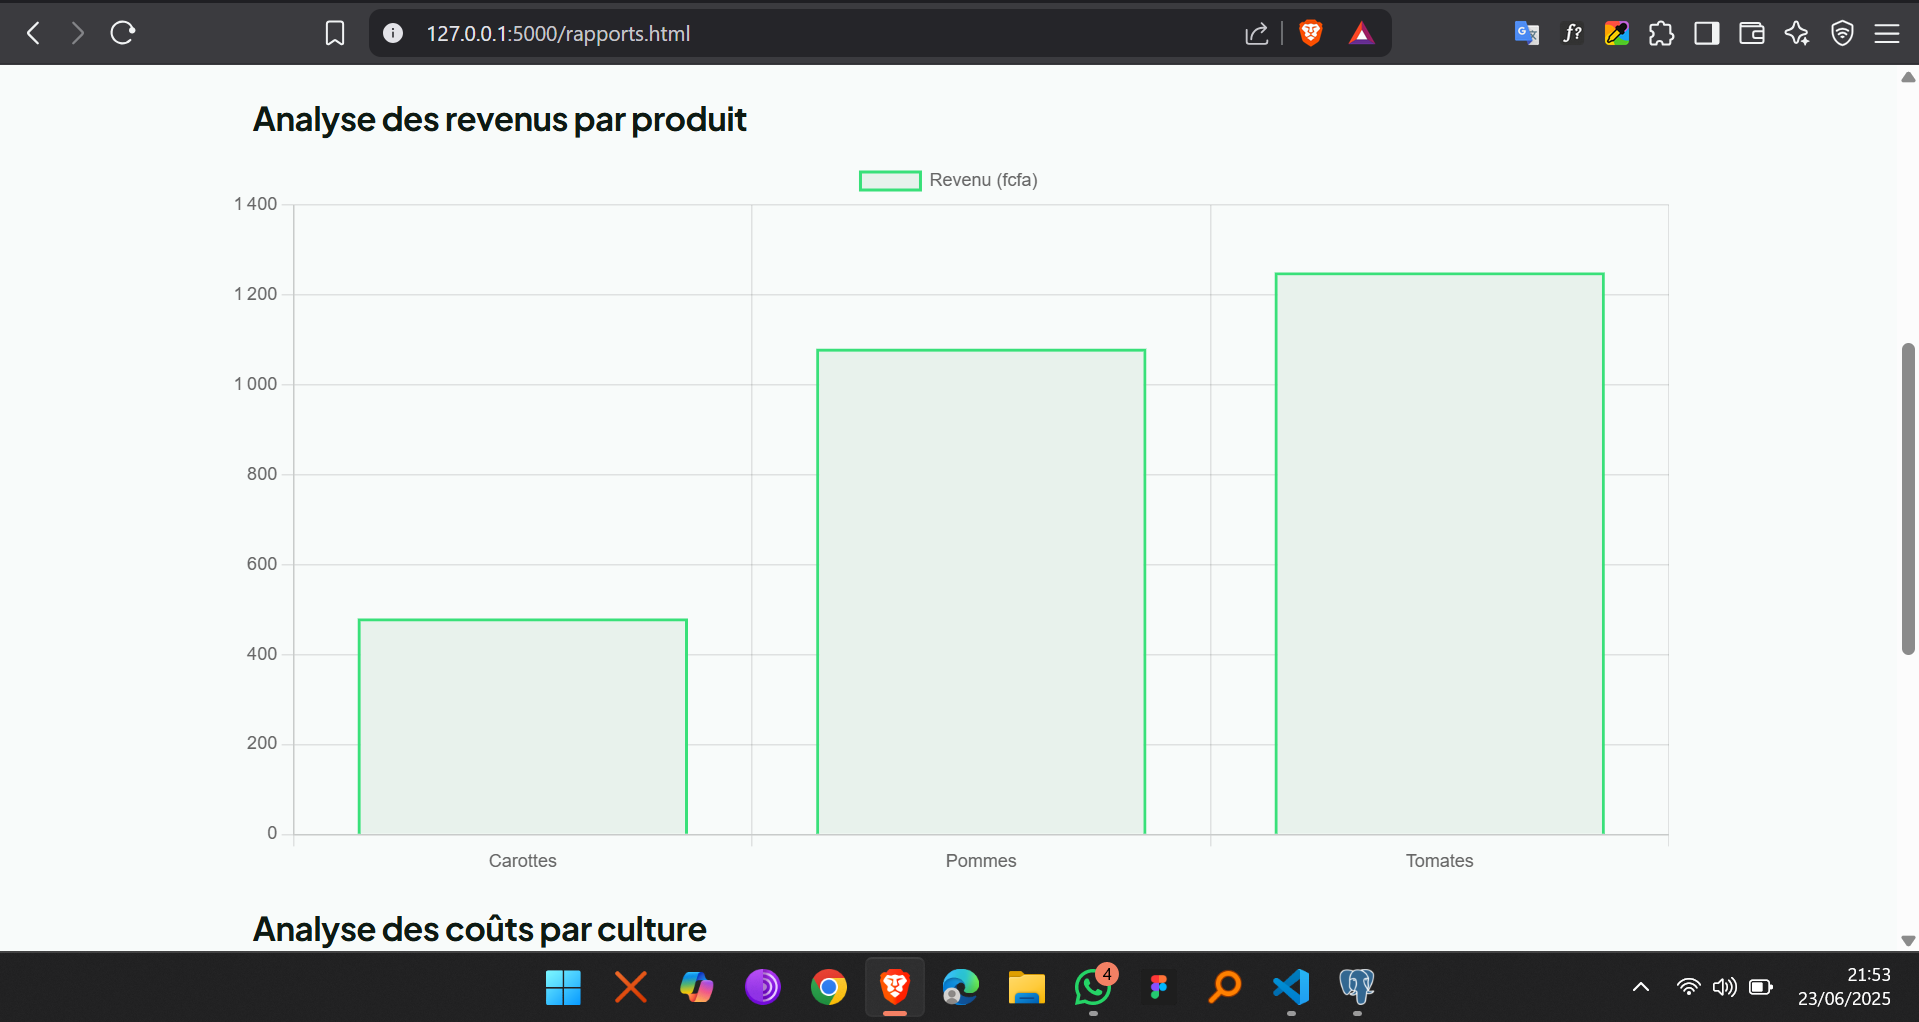 127.0.0.1:5000/rapports.html
f?
Analyse des revenus par produit
Revenu (fcfa)
1 400
1 200
1 000
800
600
400
200
0
Carottes
Pommes
Tomates
Analyse des coûts par culture
4
21:53
23/06/2025